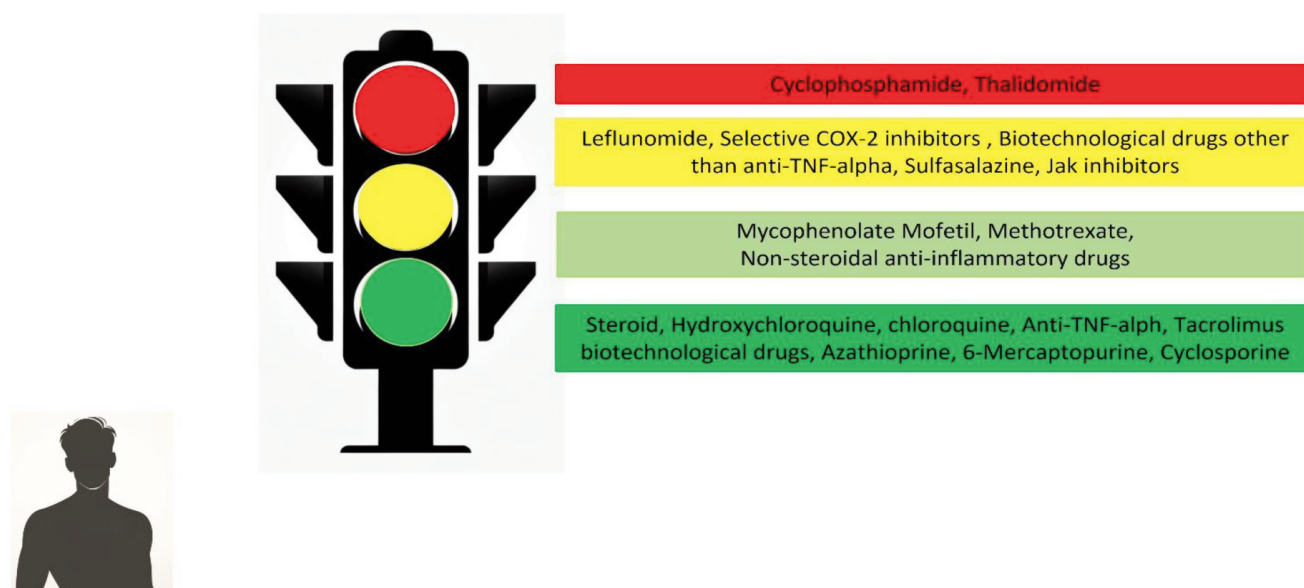 Cyclophosphamide, Thalidomide
Leflunomide, Selective COX-2 inhibitors , Biotechnological drugs other
than anti-TNF-alpha, Sulfasalazine, Jak inhibitors
Mycophenolate Mofetil, Methotrexate,
Non-steroidal anti-inflammatory drugs
Steroid, Hydroxychloroquine, chloroquine, Anti-TNF-alph, Tacrolimus
biotechnological drugs, Azathioprine, 6-Mercaptopurine, Cyclosporine